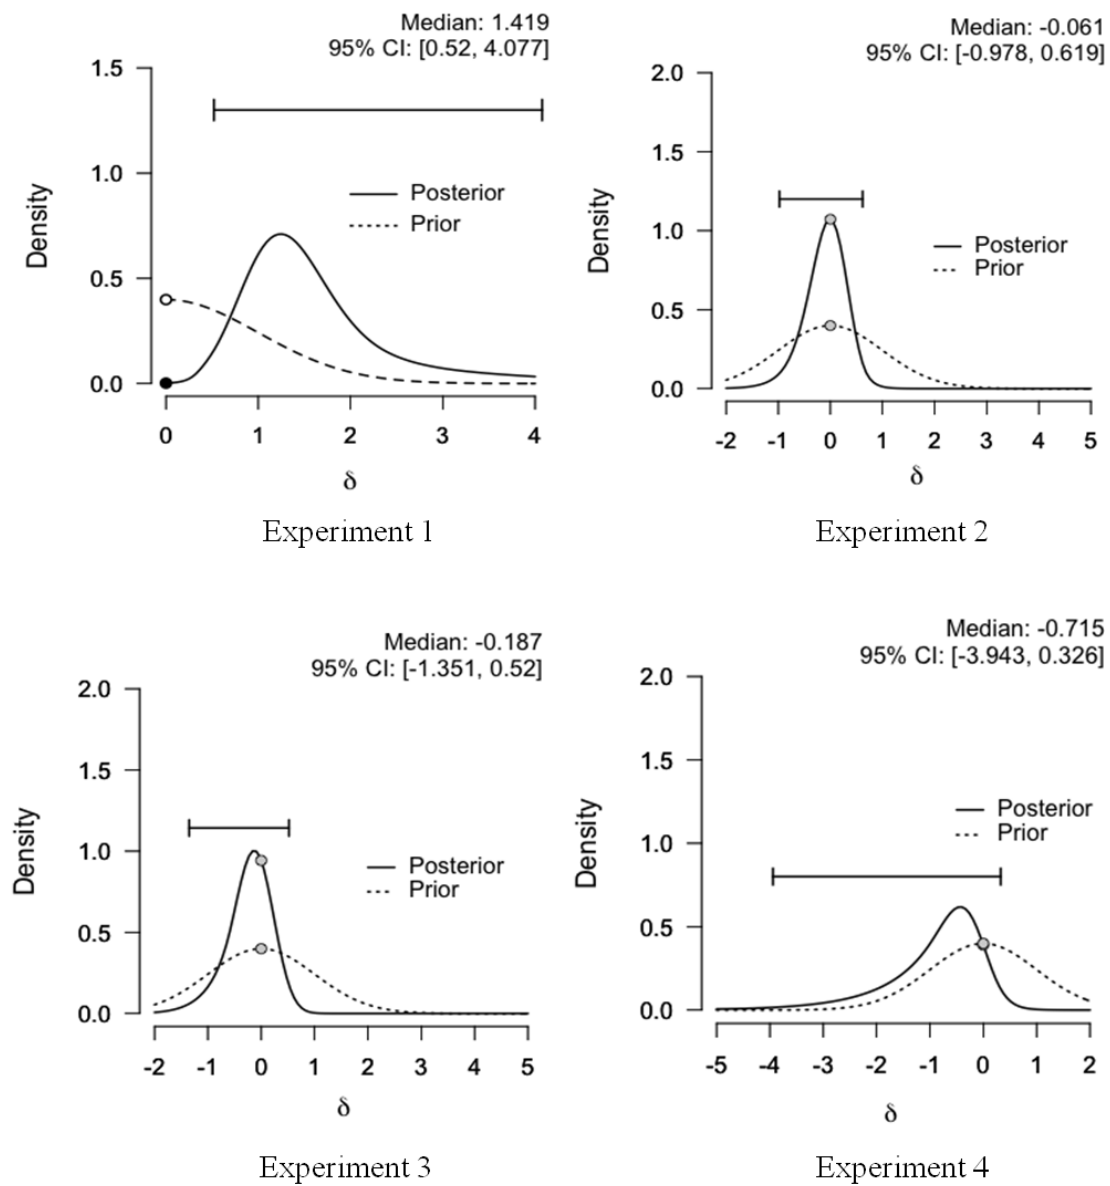 Median: 1.419
95% CI: [0.52, 4.077]
1.5
1.0
0.5
0.0
Density
Posterior
Prior
0 1 2 3 4
δ
Experiment 1
Median: -0.061
95% CI: [-0.978, 0.619]
2.0
1.5
1.0
0.5
0.0
Density
Posterior
Prior
-2 -1 0 1 2 3 4 5
δ
Experiment 2
Median: -0.187
95% CI: [-1.351, 0.52]
2.0
1.5
1.0
0.5
0.0
Density
Posterior
Prior
-2 -1 0 1 2 3 4 5
δ
Experiment 3
Median: -0.715
95% CI: [-3.943, 0.326]
2.0
1.5
1.0
0.5
0.0
Density
Posterior
Prior
-5 -4 -3 -2 -1 0 1 2
δ
Experiment 4